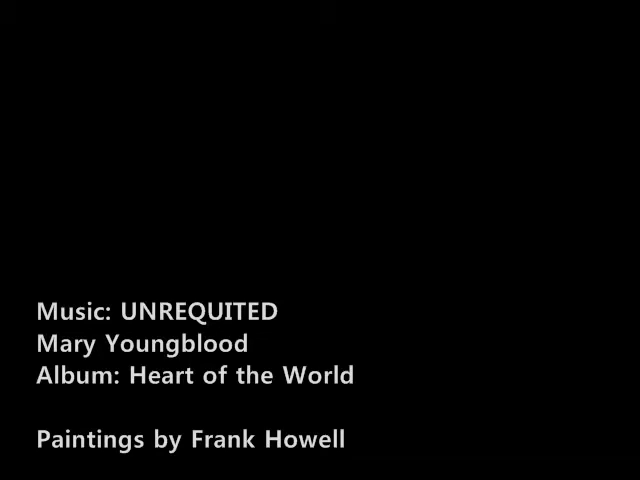 Music: UNREQUITED
Mary Youngblood
Album: Heart of the World
Paintings by Frank Howell